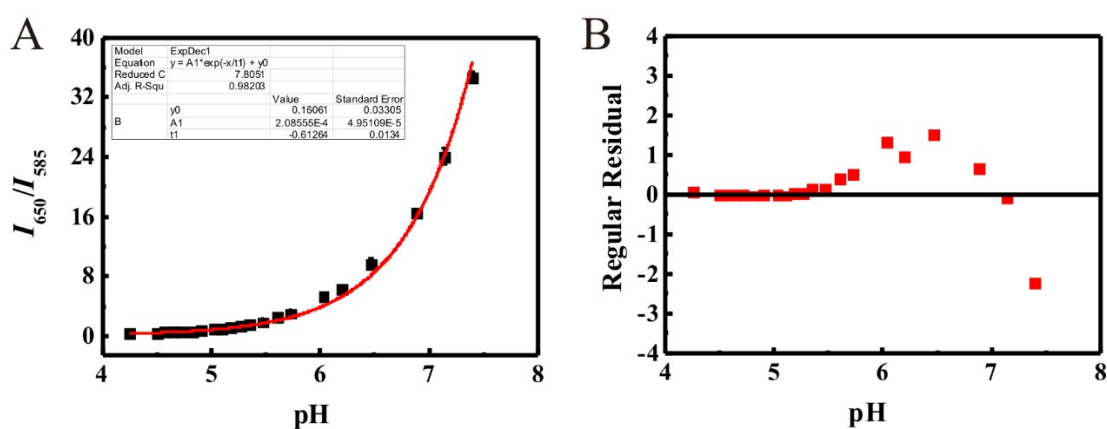 A
Model ExpDec1
Equation y = A1*exp(-x/t1) + y0
Reduced C 7.8051
Adj. R-Squ 0.98203
Value Standard Error
B
y0 0.16061 0.03305
A1 2.08555E-4 4.95109E-5
t1 -0.61264 0.0134
I650/I585
40
32
24
16
8
0
4 5 6 7 8
pH
B
Regular Residual
4
3
2
1
0
-1
-2
-3
-4
4 5 6 7 8
pH